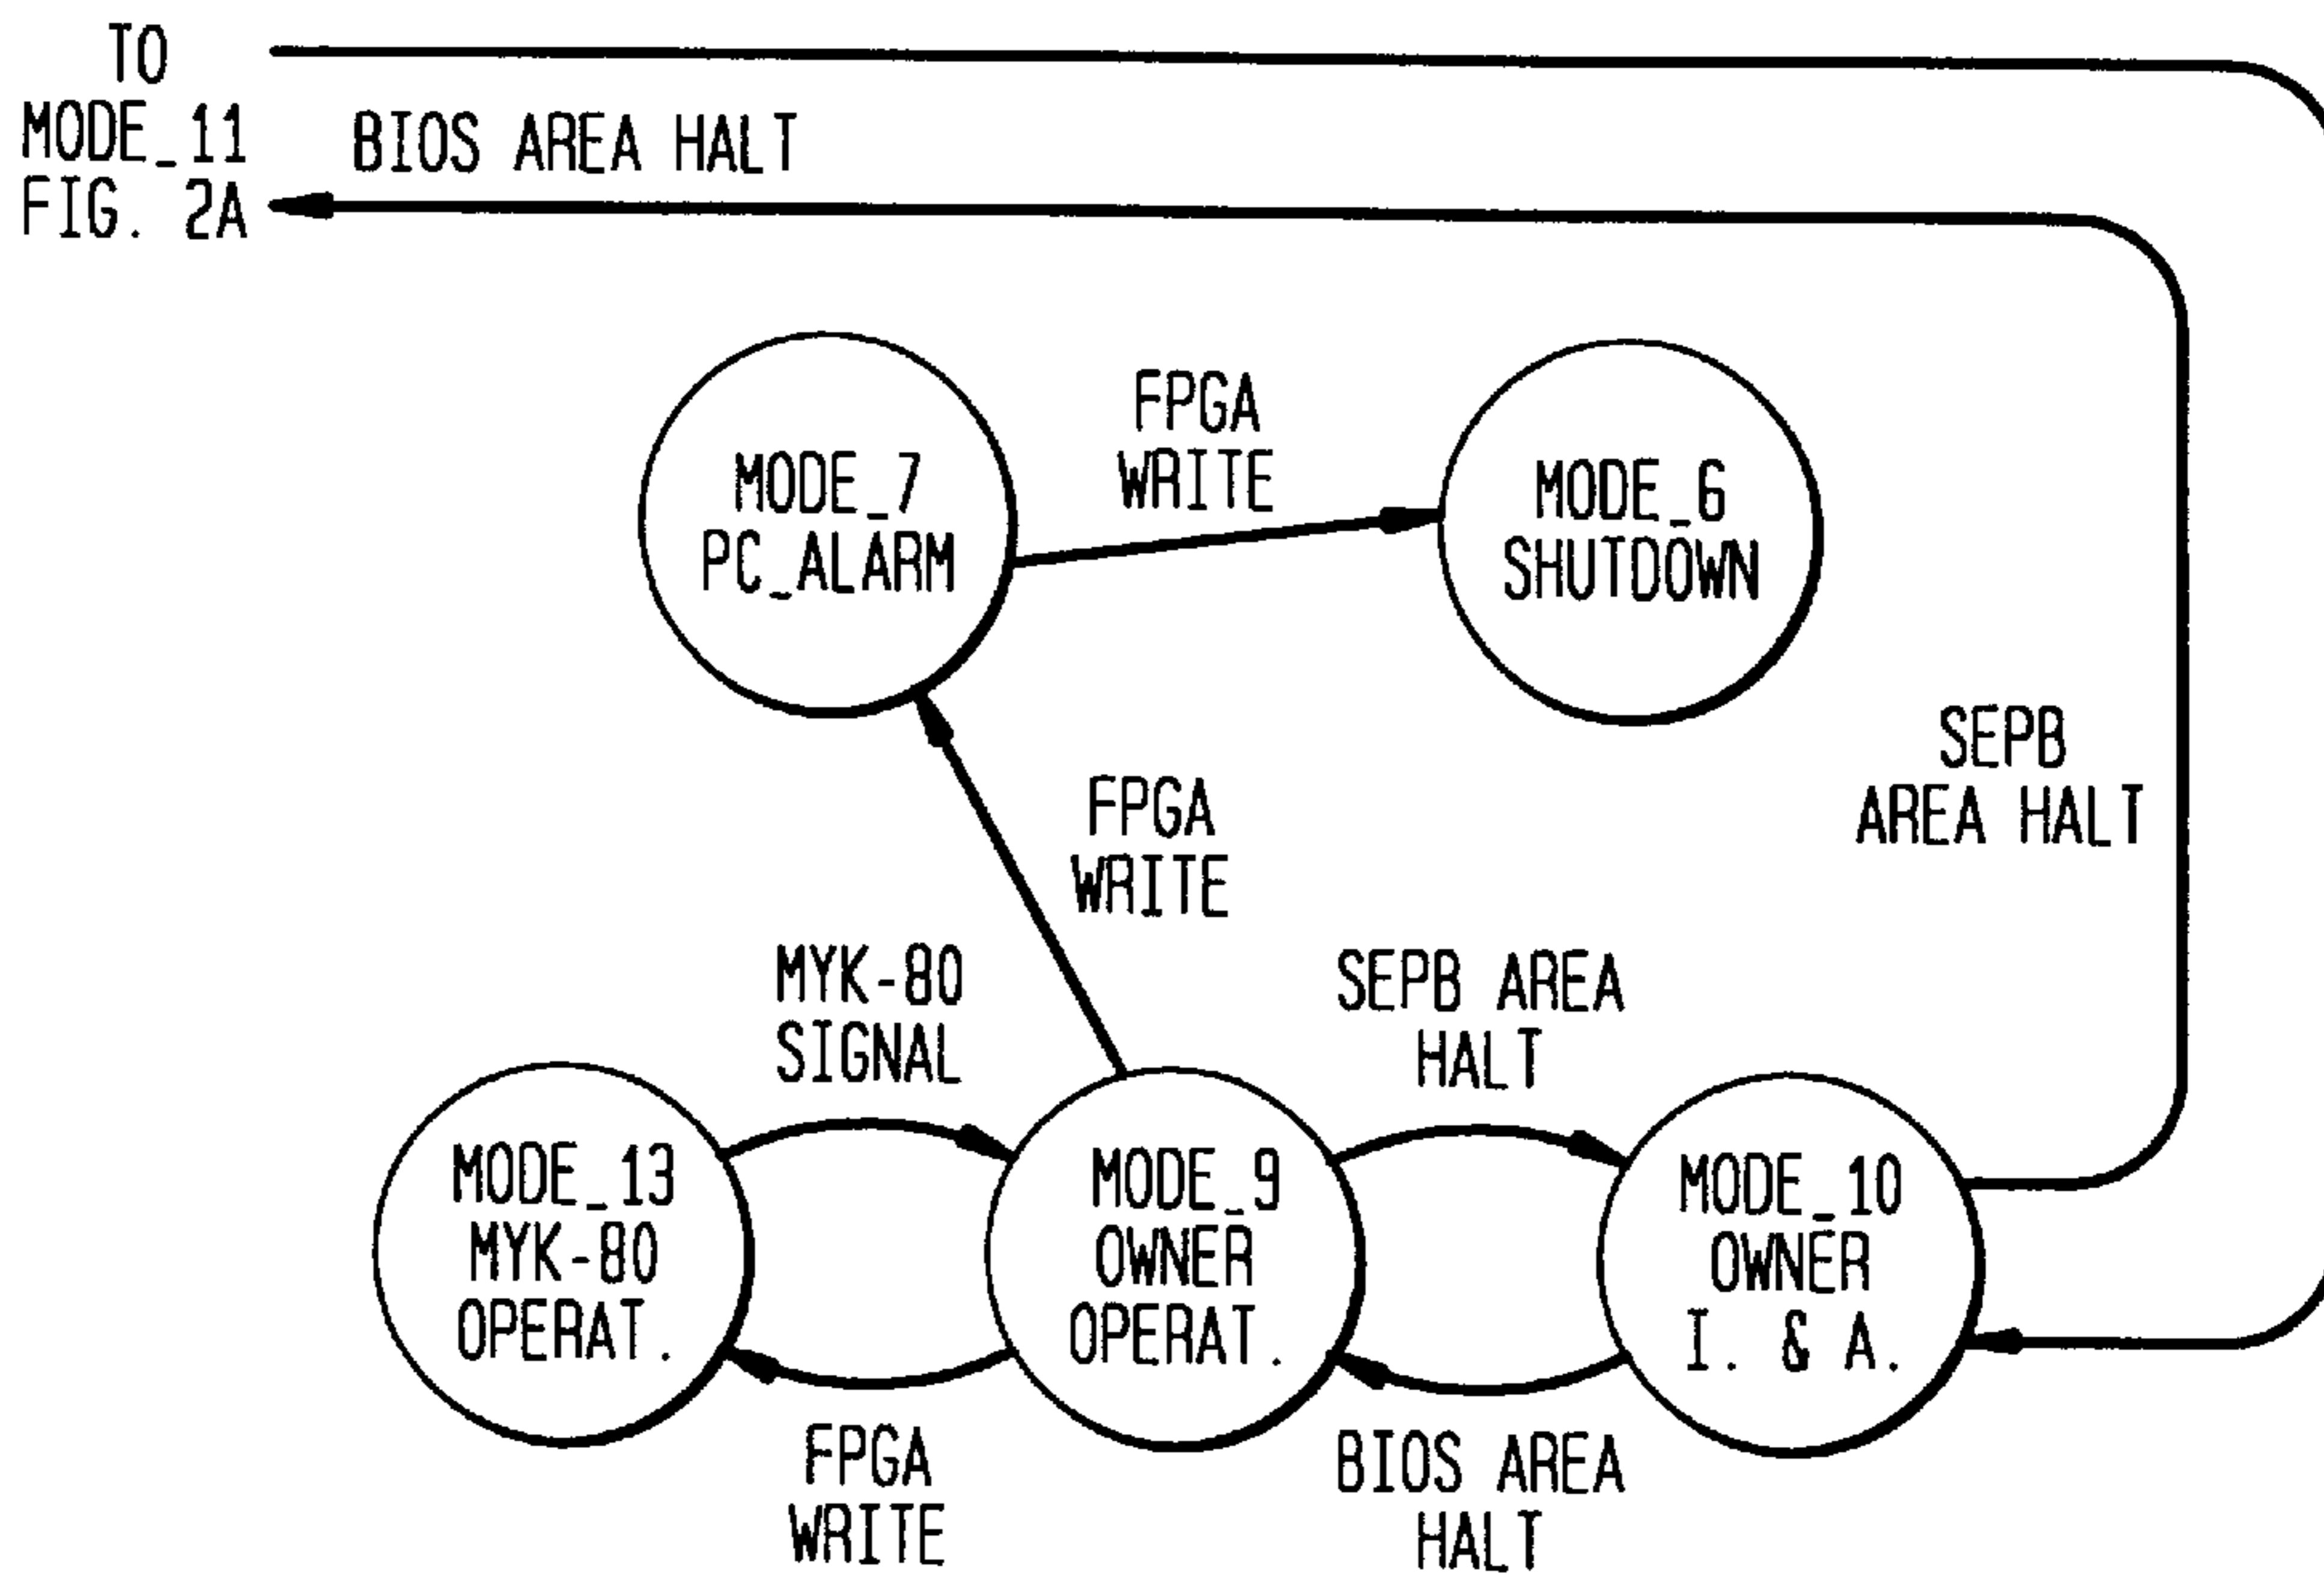 TO
MODE_11
FIG. 2A
BIOS AREA HALT
MODE_7
PC_ALARM
FPGA
WRITE
MODE_6
SHUTDOWN
SEPB
AREA HALT
FPGA
WRITE
MYK-80
SIGNAL
SEPB AREA
HALT
MODE_13
MYK-80
OPERAT.
MODE_9
OWNER
OPERAT.
MODE_10
OWNER
I. & A.
FPGA
WRITE
BIOS AREA
HALT